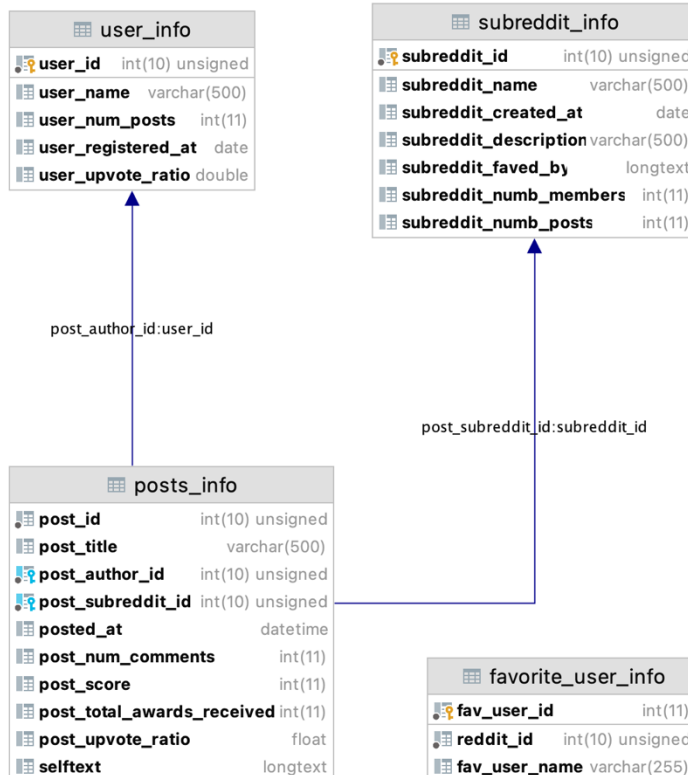 user_info
user_id int(10) unsigned
user_name varchar(500)
user_num_posts int(11)
user_registered_at date
user_upvote_ratio double
subreddit_info
subreddit_id int(10) unsigned
subreddit_name varchar(500)
subreddit_created_at date
subreddit_description varchar(500)
subreddit_faved_by longtext
subreddit_numb_members int(11)
subreddit_numb_posts int(11)
post_author_id:user_id
post_subreddit_id:subreddit_id
posts_info
post_id int(10) unsigned
post_title varchar(500)
post_author_id int(10) unsigned
post_subreddit_id int(10) unsigned
posted_at datetime
post_num_comments int(11)
post_score int(11)
post_total_awards_received int(11)
post_upvote_ratio float
selftext longtext
favorite_user_info
fav_user_id int(11)
reddit_id int(10) unsigned
fav_user_name varchar(255)